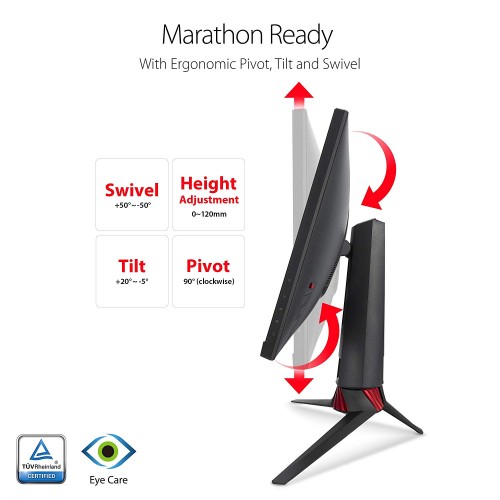 Marathon Ready
With Ergonomic Pivot, Tilt and Swivel
Swivel
+50°~-50°
Height
Adjustment
0~120mm
Tilt
+20°~-5°
Pivot
90° (clockwise)
TÜVRheinland
CERTIFIED
Eye Care